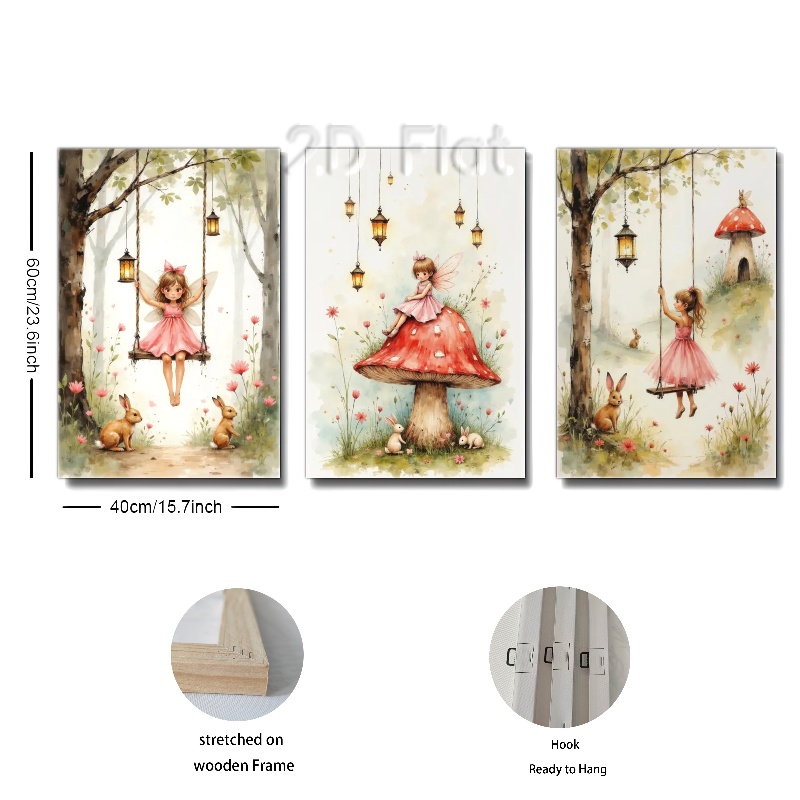 2D Flat
60cm/23.6inch
40cm/15.7inch
stretched on
wooden Frame
Hook
Ready to Hang